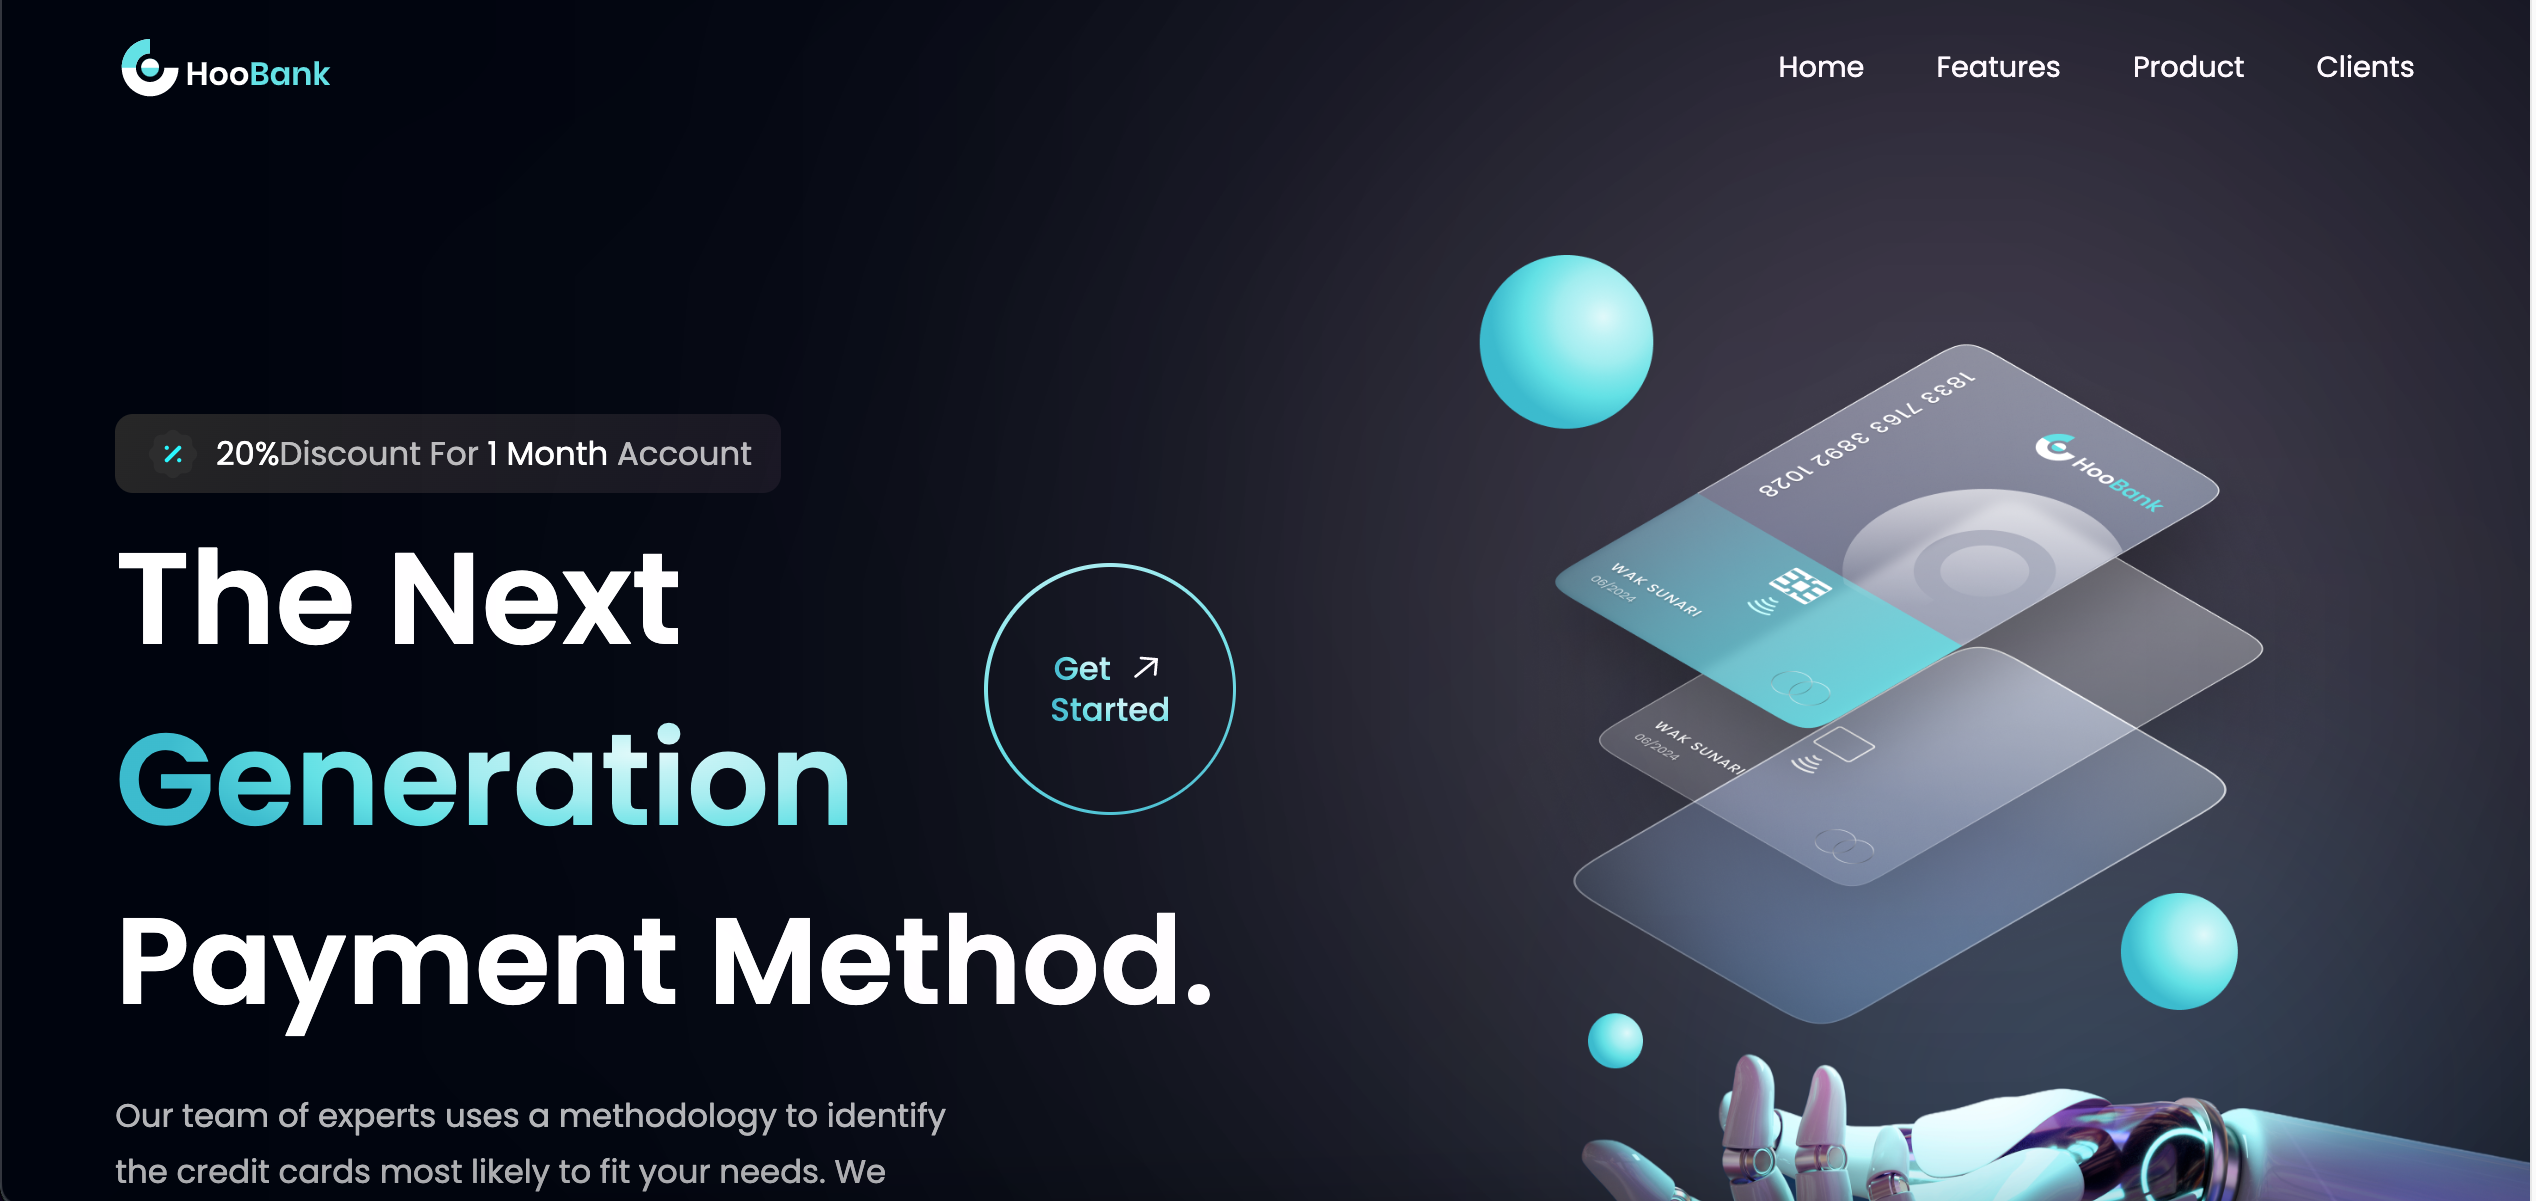 HooBank
Home Features Product Clients
20%Discount For 1 Month Account
The Next
Generation
Payment Method.
Get
Started
Our team of experts uses a methodology to identify
the credit cards most likely to fit your needs. We
1833 7163 3892 1028
HooBank
WAK SUNARI
06/2024
WAK SUNARI
06/2024